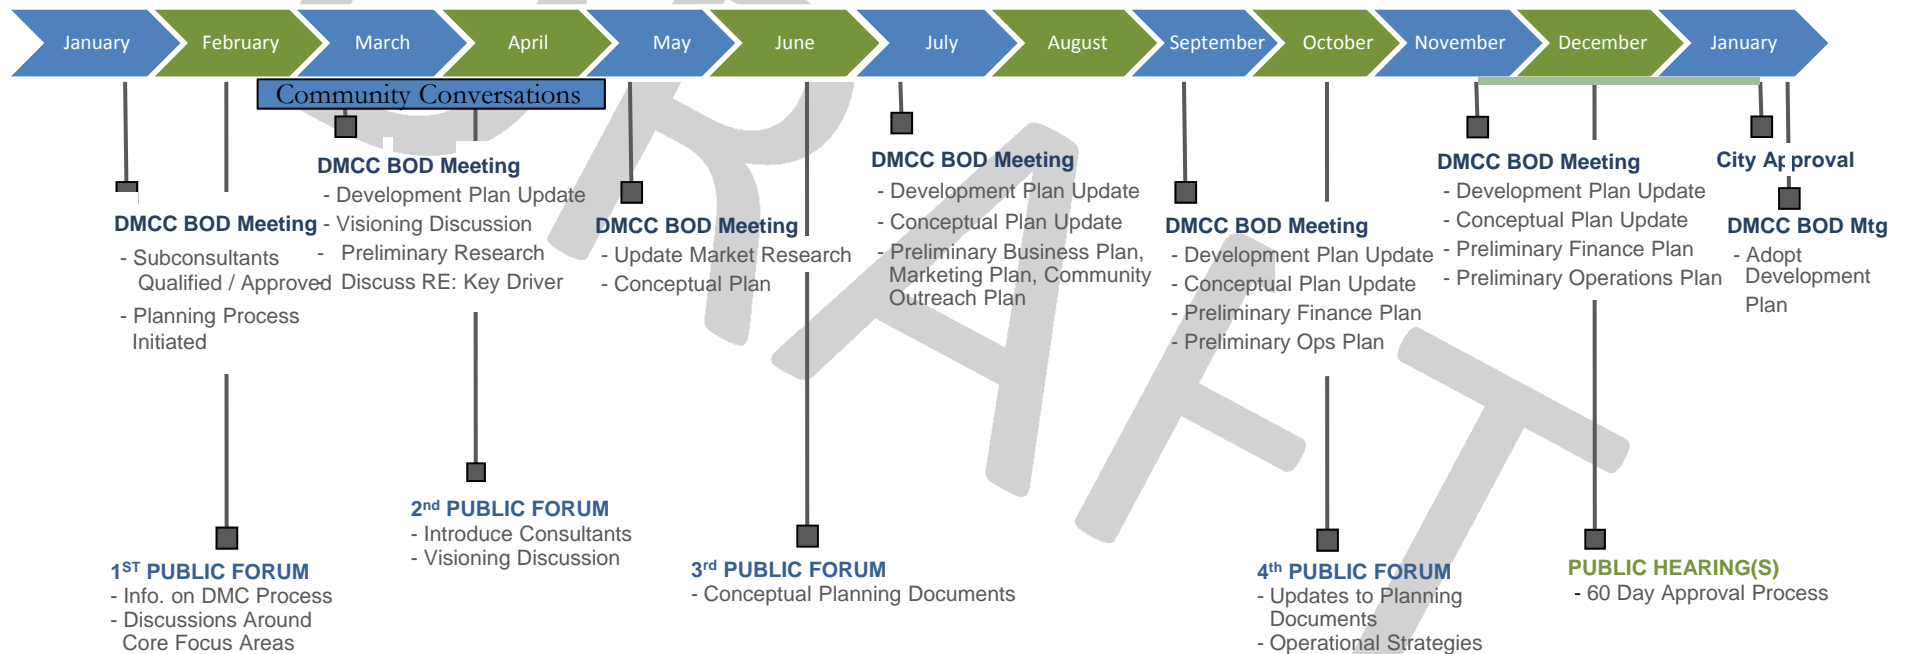 January
February
March
April
May
June
July
August
September
October
November
December
January
Community Conversations
DMCC BOD Meeting
- Subconsultants
Qualified / Approved
- Planning Process
Initiated
1ST PUBLIC FORUM
- Info. on DMC Process
- Discussions Around
Core Focus Areas
DMCC BOD Meeting
- Development Plan Update
- Visioning Discussion
- Preliminary Research
- Discuss RE: Key Driver
2nd PUBLIC FORUM
- Introduce Consultants
- Visioning Discussion
DMCC BOD Meeting
- Update Market Research
- Conceptual Plan
3rd PUBLIC FORUM
- Conceptual Planning Documents
DMCC BOD Meeting
- Development Plan Update
- Conceptual Plan Update
- Preliminary Business Plan,
Marketing Plan, Community
Outreach Plan
DMCC BOD Meeting
- Development Plan Update
- Conceptual Plan Update
- Preliminary Finance Plan
- Preliminary Ops Plan
4th PUBLIC FORUM
- Updates to Planning
Documents
- Operational Strategies
DMCC BOD Meeting
- Development Plan Update
- Conceptual Plan Update
- Preliminary Finance Plan
- Preliminary Operations Plan
PUBLIC HEARING(S)
- 60 Day Approval Process
City Approval
DMCC BOD Mtg
- Adopt
Development
Plan
DRAFT